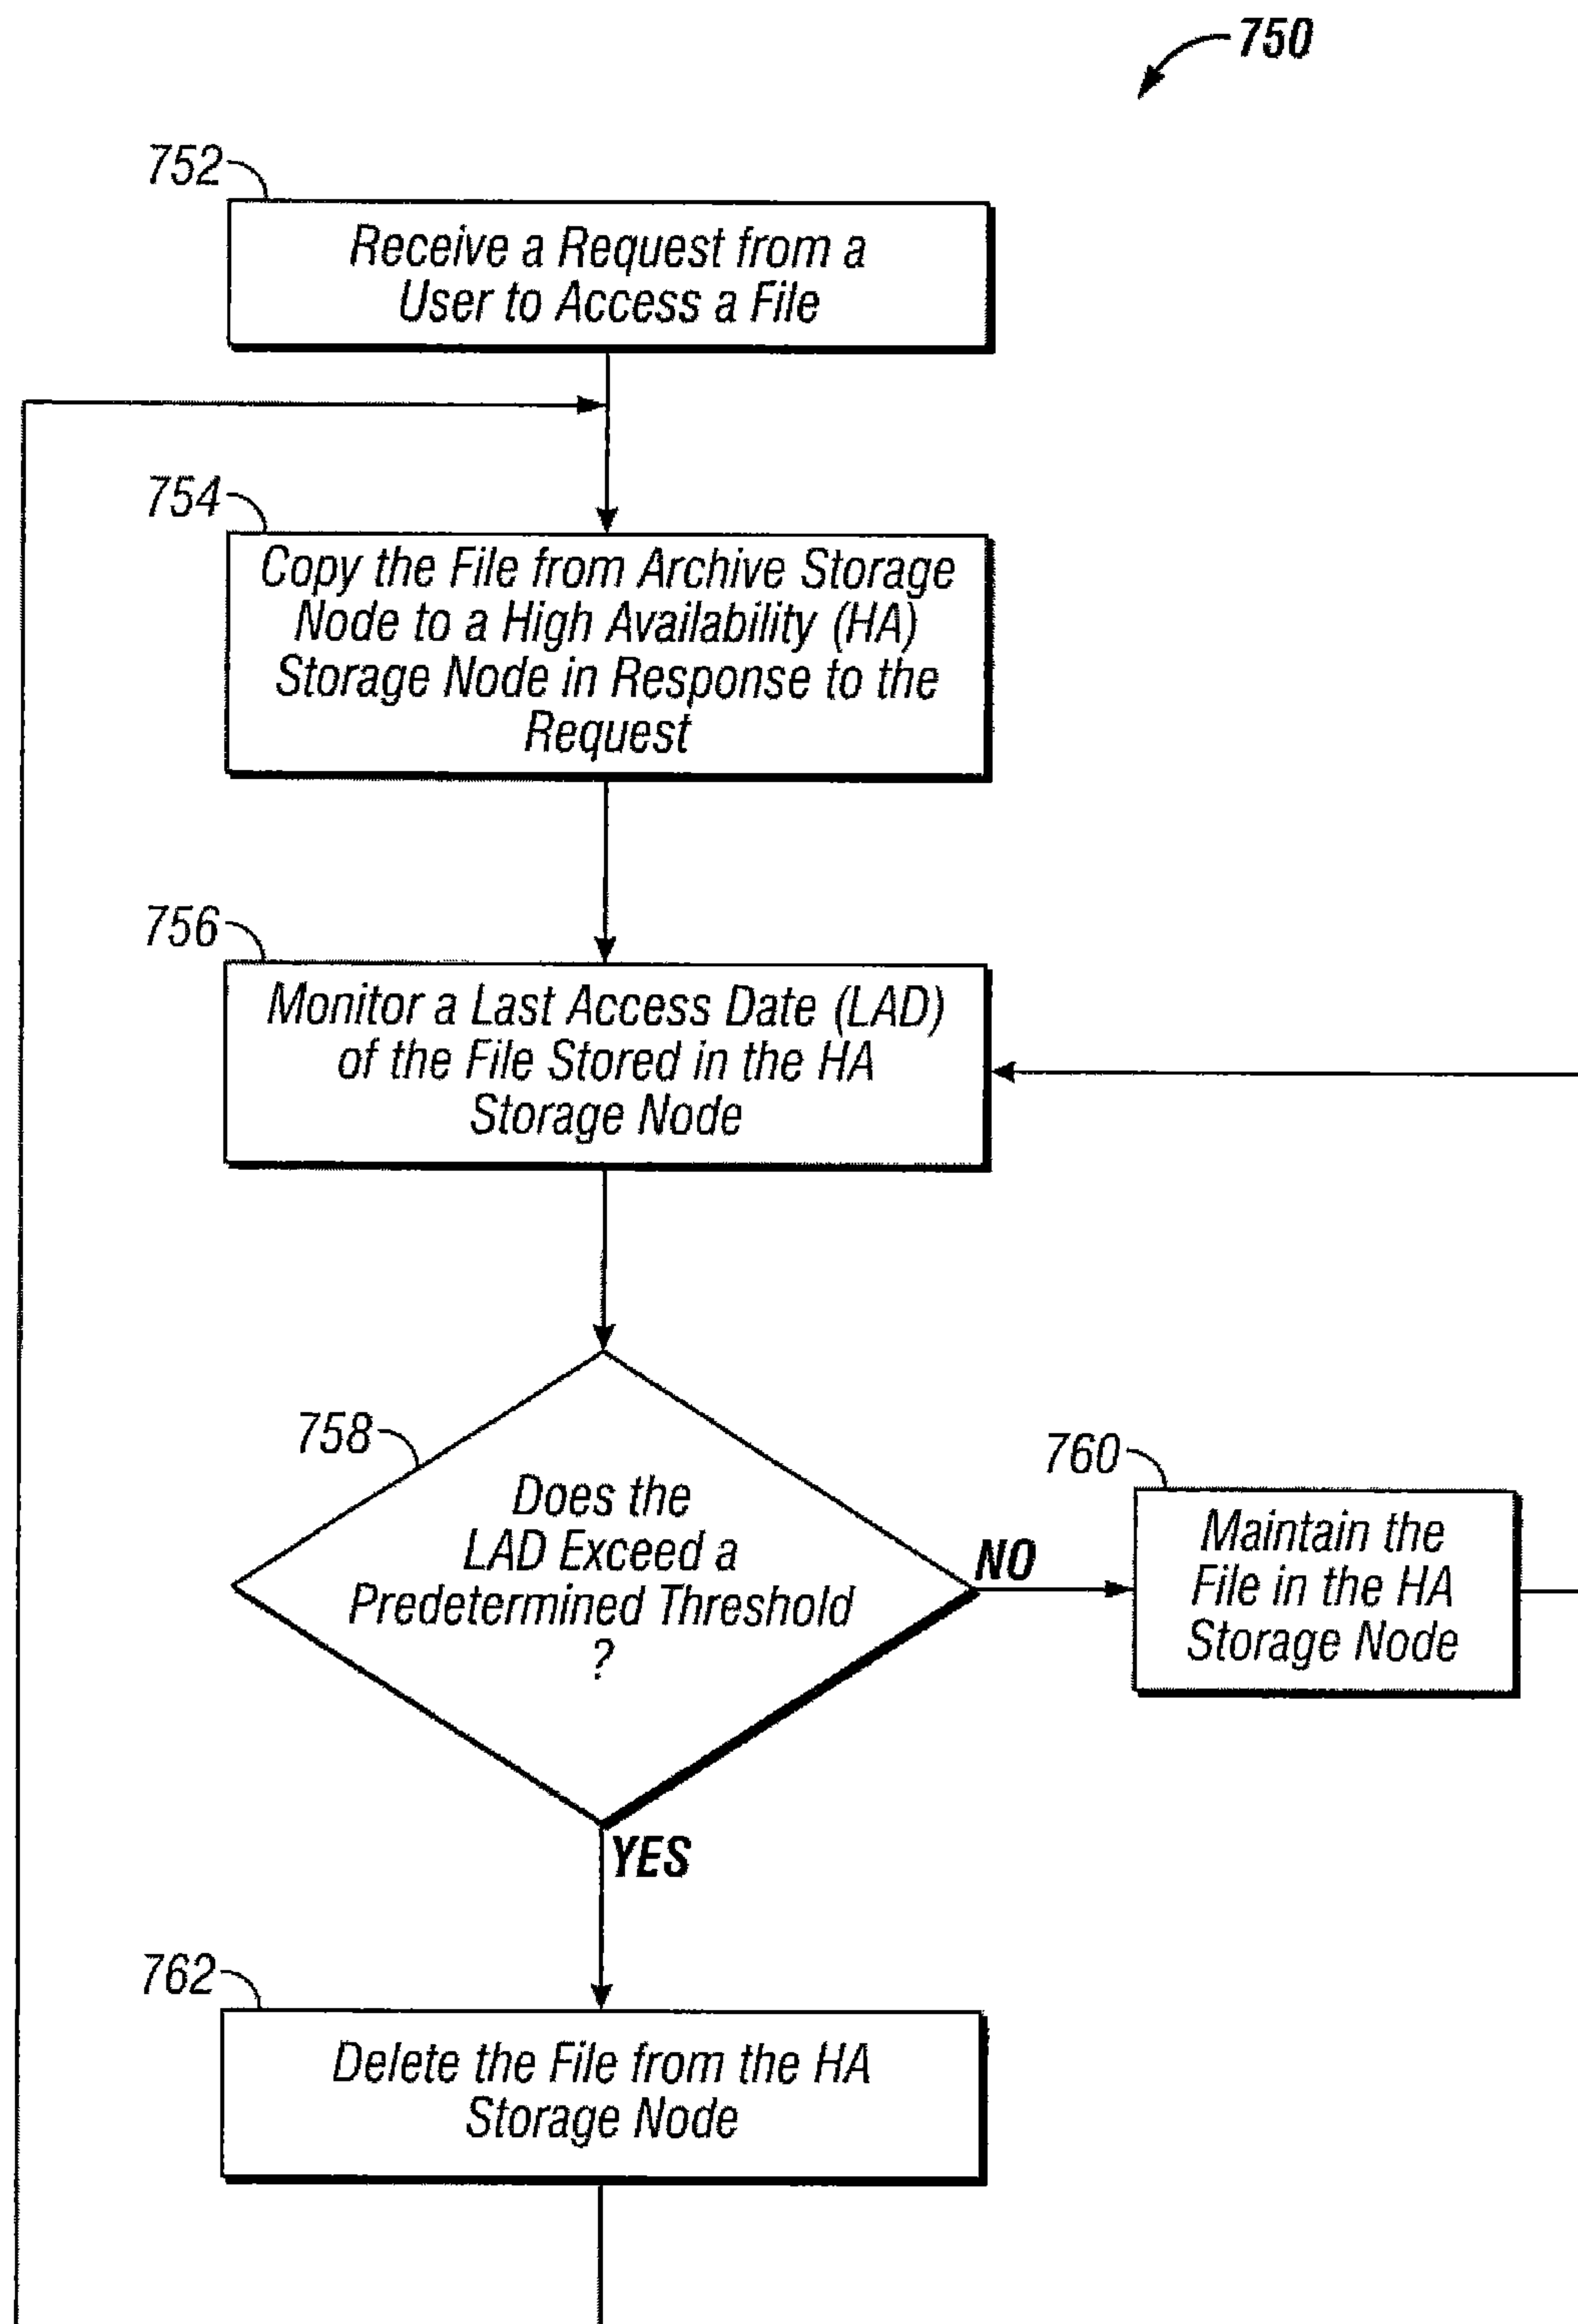 750
752
Receive a Request from a
User to Access a File
754
Copy the File from Archive Storage
Node to a High Availability (HA)
Storage Node in Response to the
Request
756
Monitor a Last Access Date (LAD)
of the File Stored in the HA
Storage Node
758
Does the
LAD Exceed a
Predetermined Threshold
?
NO
760
Maintain the
File in the HA
Storage Node
YES
762
Delete the File from the HA
Storage Node